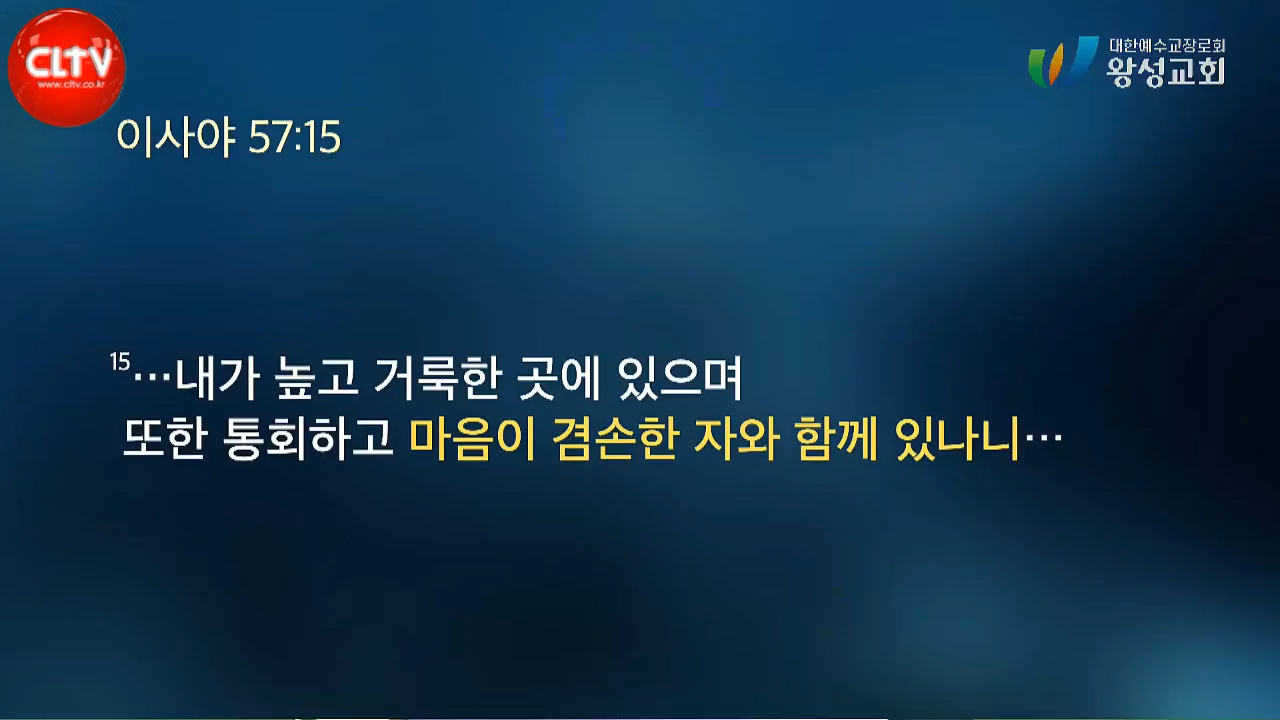 CLTV
www.cltv.co.kr
대한예수교장로회
왕성교회
이사야 57:15
15…내가 높고 거룩한 곳에 있으며
또한 통회하고 마음이 겸손한 자와 함께 있나니…